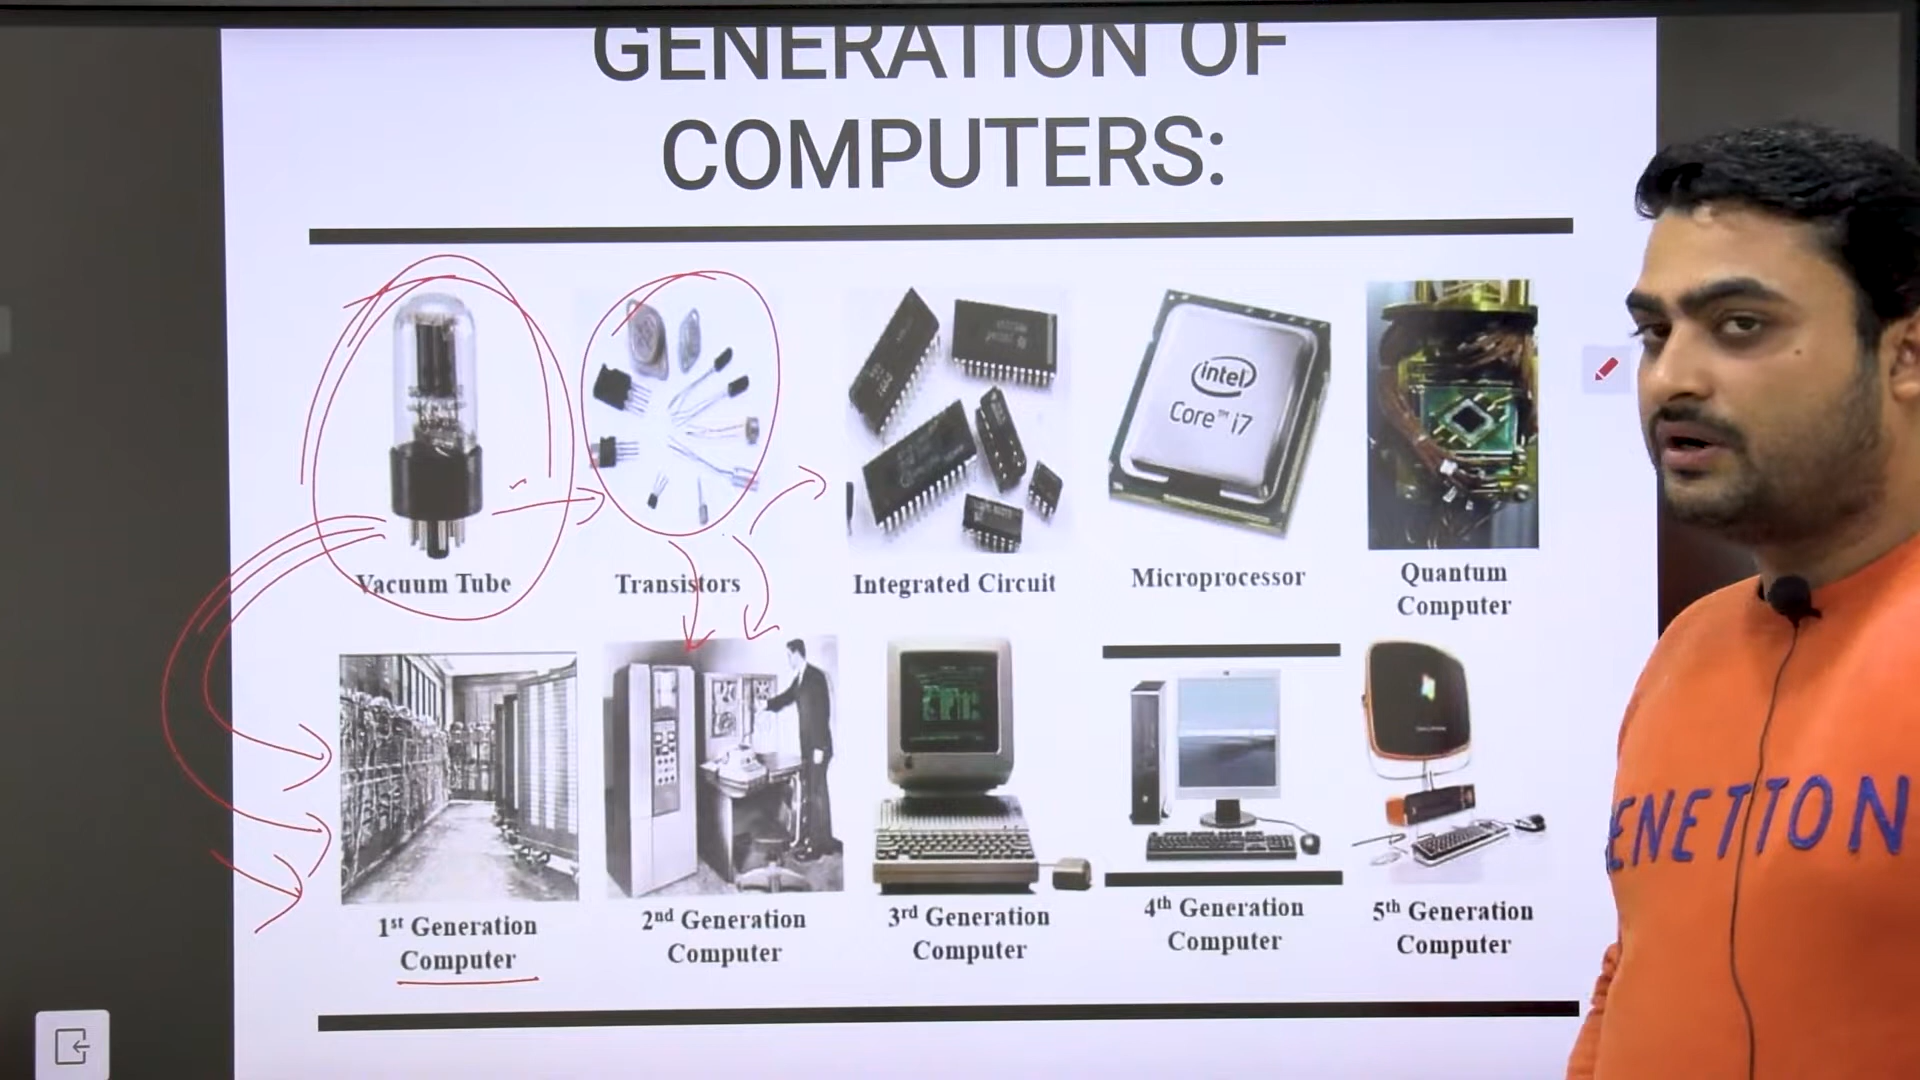 GENERATION OF
COMPUTERS:
intel
Core™ i7
Vacuum Tube
Transistors
Integrated Circuit
Microprocessor
Quantum
Computer
1st Generation
Computer
2nd Generation
Computer
3rd Generation
Computer
4th Generation
Computer
5th Generation
Computer
ENETTON